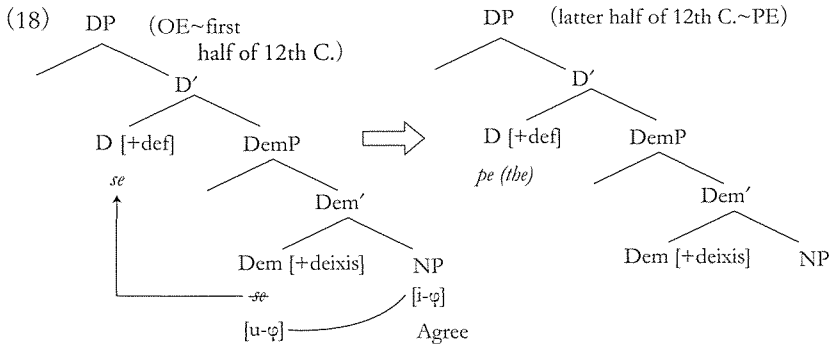 (18)
DP (OE~first
half of 12th C.)
D′
D [+def] DemP
se
Dem′
Dem [+deixis] NP
se [i-φ]
[u-φ] Agree
DP (latter half of 12th C.~PE)
D′
D [+def] DemP
pe (the)
Dem′
Dem [+deixis] NP